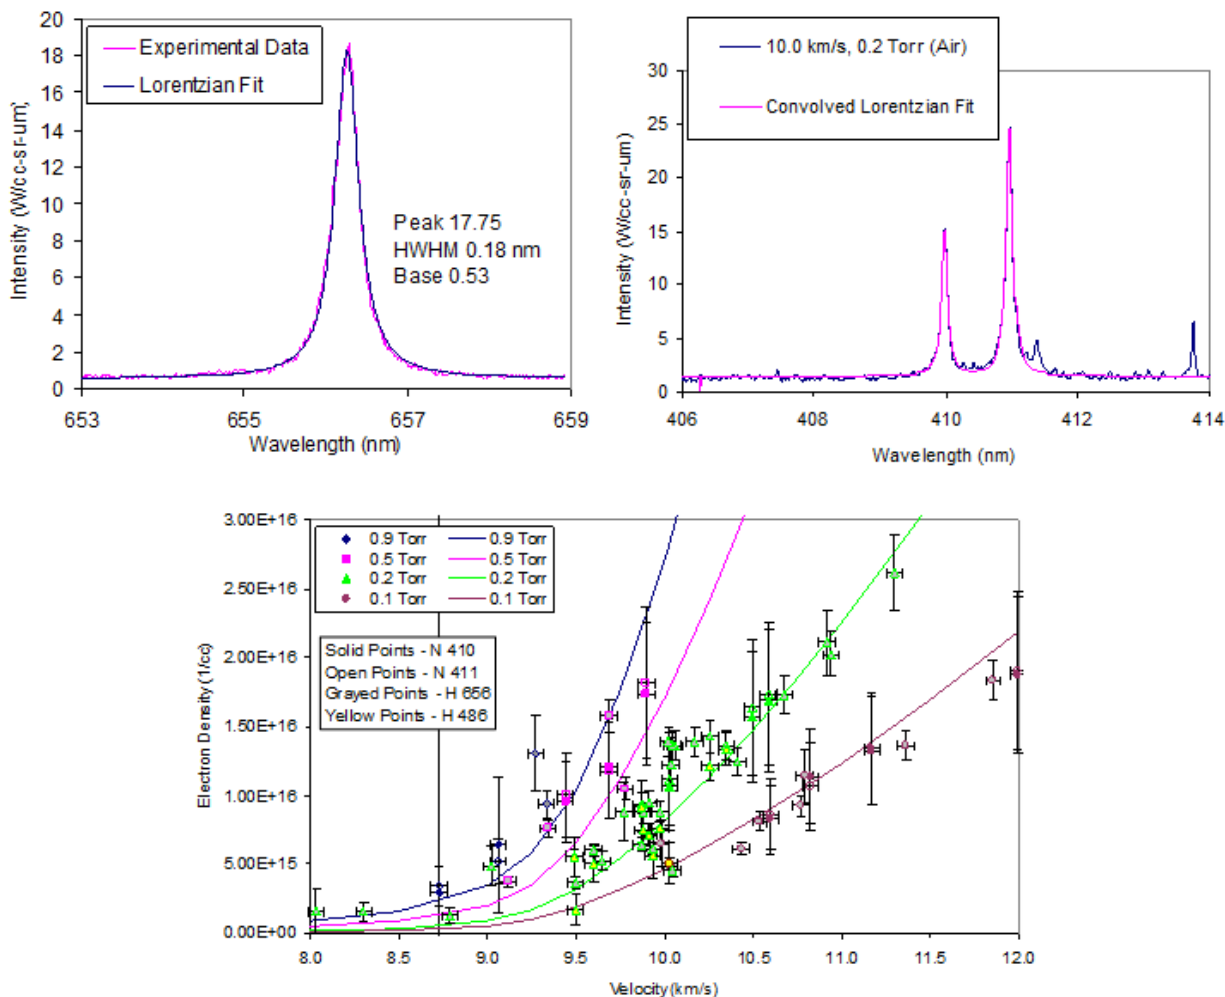 20
18
16
14
12
10
8
6
4
2
0
Intensity (W/cc-sr-um)
Experimental Data
Lorentzian Fit
Peak 17.75
HWHM 0.18 nm
Base 0.53
653
655
657
659
Wavelength (nm)
10.0 km/s, 0.2 Torr (Air)
Convolved Lorentzian Fit
30
25
20
15
10
5
0
Intensity (W/cc-sr-um)
406
408
410
412
414
Wavelength (nm)
3.00E+16
2.50E+16
2.00E+16
1.50E+16
1.00E+16
5.00E+15
0.00E+00
Electron Density (1/cc)
0.9 Torr 0.9 Torr
0.5 Torr 0.5 Torr
0.2 Torr 0.2 Torr
0.1 Torr 0.1 Torr
Solid Points - N 410
Open Points - N 411
Grayed Points - H 656
Yellow Points - H 486
8.0
8.5
9.0
9.5
10.0
10.5
11.0
11.5
12.0
Velocity (km/s)